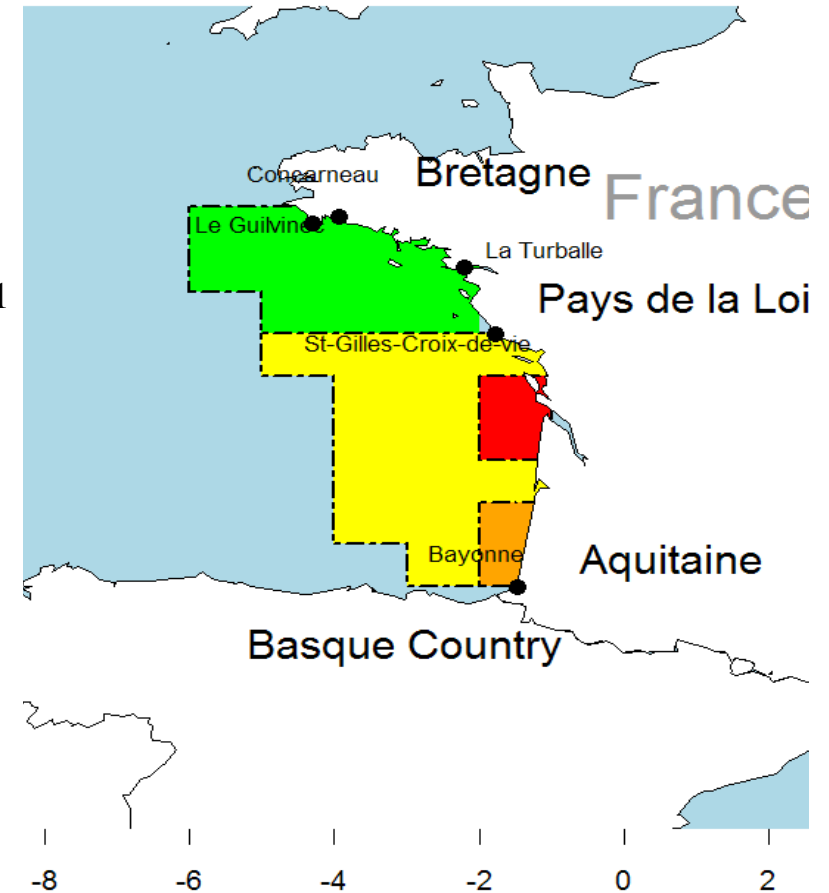 Concarneau
Bretagne
France
Le Guilvinec
La Turballe
l
Pays de la Loi
St-Gilles-Croix-de-vie
Bayonne
Aquitaine
Basque Country
-8 -6 -4 -2 0 2